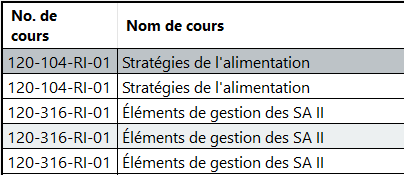 No. de cours Nom de cours
120-104-RI-01 Stratégies de l'alimentation
120-104-RI-01 Stratégies de l'alimentation
120-316-RI-01 Éléments de gestion des SA II
120-316-RI-01 Éléments de gestion des SA II
120-316-RI-01 Éléments de gestion des SA II